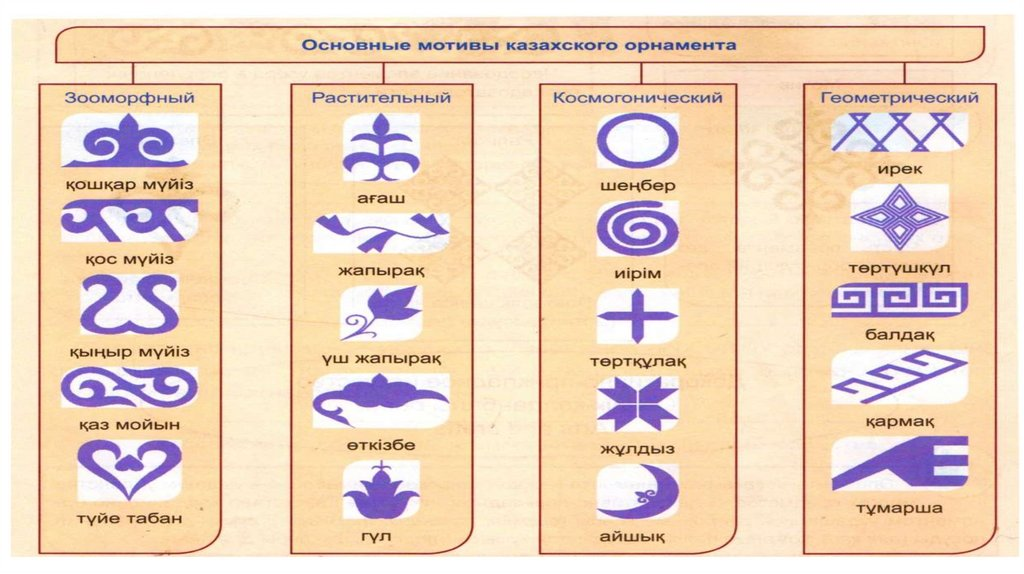 Основные мотивы казахского орнамента
Зооморфный
қошқар мүйіз
қос мүйіз
қыңыр мүйіз
қаз мойын
түйе табан
Растительный
ағаш
жапырақ
үш жапырақ
өткізбе
гүл
Космогонический
шеңбер
иірім
төртқұлақ
жұлдыз
айшық
Геометрический
ирек
төртүшкүл
балдақ
қармақ
тұмарша